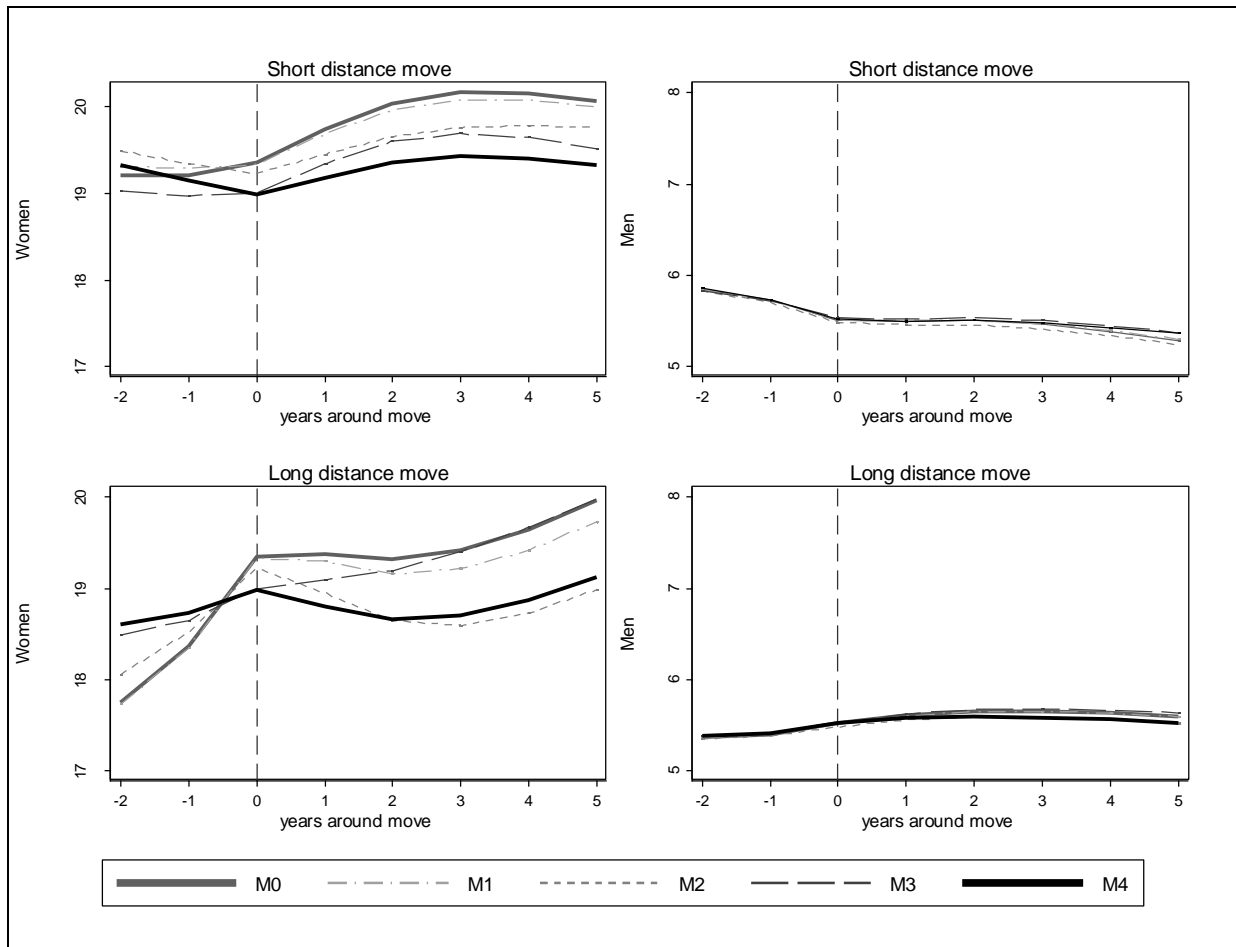 Short distance move
Women
20
19
18
17
-2 -1 0 1 2 3 4 5
years around move
Short distance move
Men
8
7
6
5
-2 -1 0 1 2 3 4 5
years around move
Long distance move
Women
20
19
18
17
-2 -1 0 1 2 3 4 5
years around move
Long distance move
Men
8
7
6
5
-2 -1 0 1 2 3 4 5
years around move
M0 M1 M2 M3 M4